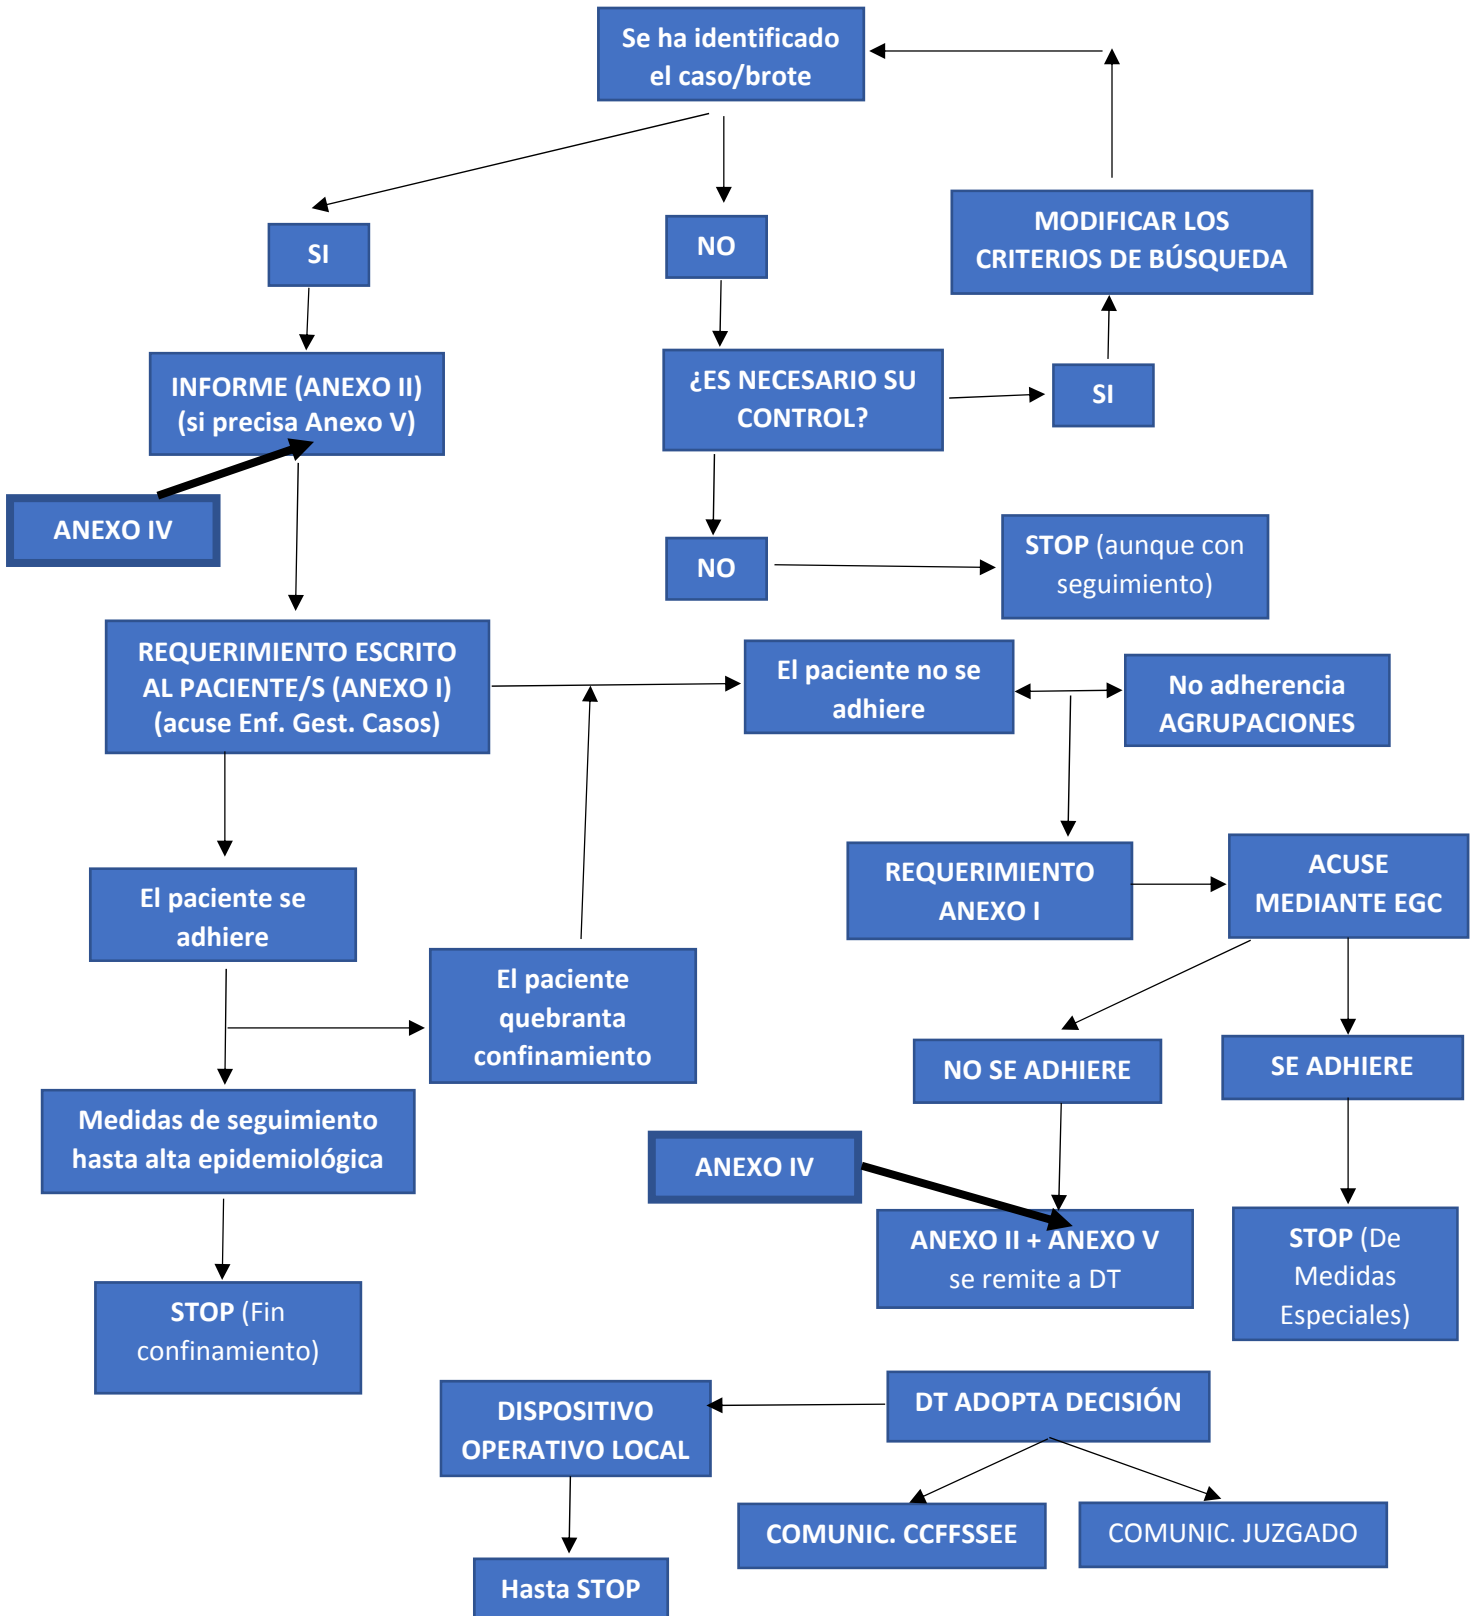 Se ha identificado
el caso/brote
SI
NO
MODIFICAR LOS
CRITERIOS DE BÚSQUEDA
INFORME (ANEXO II)
(si precisa Anexo V)
¿ES NECESARIO SU
CONTROL?
SI
ANEXO IV
NO
STOP (aunque con
seguimiento)
REQUERIMIENTO ESCRITO
AL PACIENTE/S (ANEXO I)
(acuse Enf. Gest. Casos)
El paciente no se
adhiere
No adherencia
AGRUPACIONES
REQUERIMIENTO
ANEXO I
ACUSE
MEDIANTE EGC
El paciente se
adhiere
El paciente
quebranta
confinamiento
NO SE ADHIERE
SE ADHIERE
Medidas de seguimiento
hasta alta epidemiológica
ANEXO IV
ANEXO II + ANEXO V
se remite a DT
STOP (De
Medidas
Especiales)
STOP (Fin
confinamiento)
DISPOSITIVO
OPERATIVO LOCAL
DT ADOPTA DECISIÓN
COMUNIC. CCFFSSEE
COMUNIC. JUZGADO
Hasta STOP